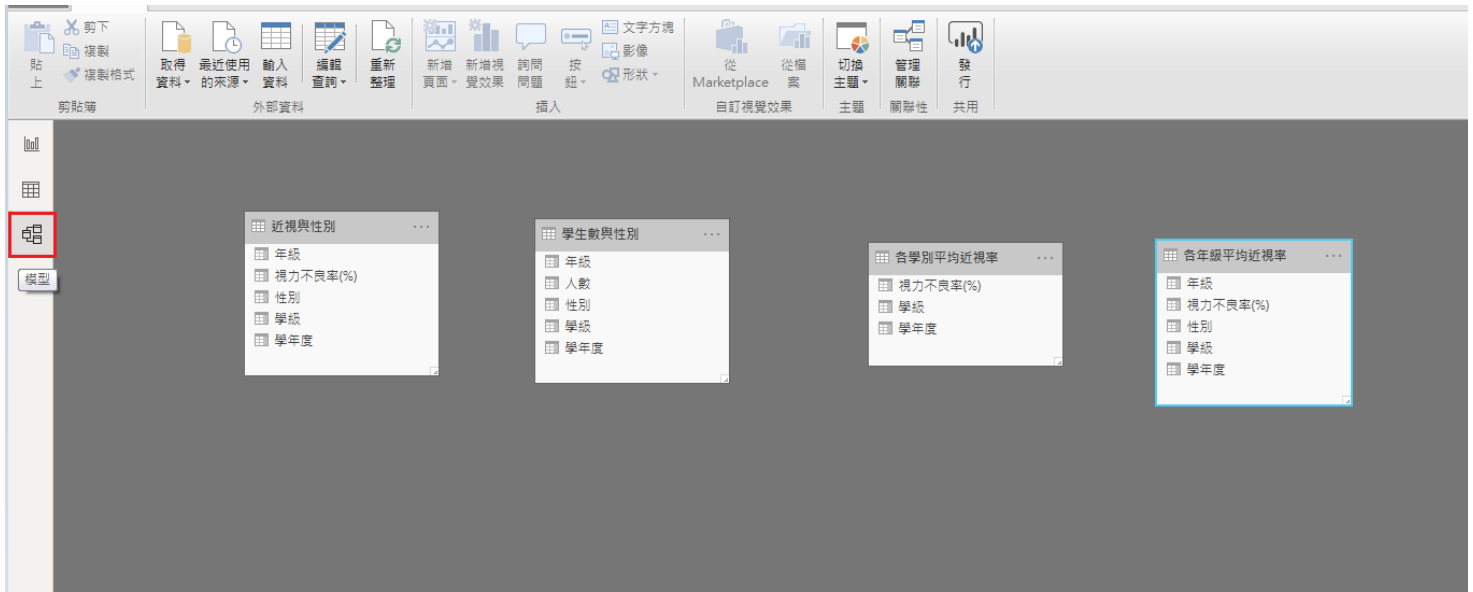 剪下
複製
複製格式
貼上
剪貼簿
取得資料
最近使用的來源
輸入資料
編輯查詢
重新整理
外部資料
新增頁面
新增視覺效果
詢問問題
按鈕
文字方塊
影像
形狀
插入
從 Marketplace
從檔案
自訂視覺效果
切換主題
主題
管理關聯
關聯性
發行
共用
模型
近視與性別 ...
年級
視力不良率(%)
性別
學級
學年度
學生數與性別 ...
年級
人數
性別
學級
學年度
各學別平均近視率 ...
視力不良率(%)
學級
學年度
各年級平均近視率 ...
年級
視力不良率(%)
性別
學級
學年度